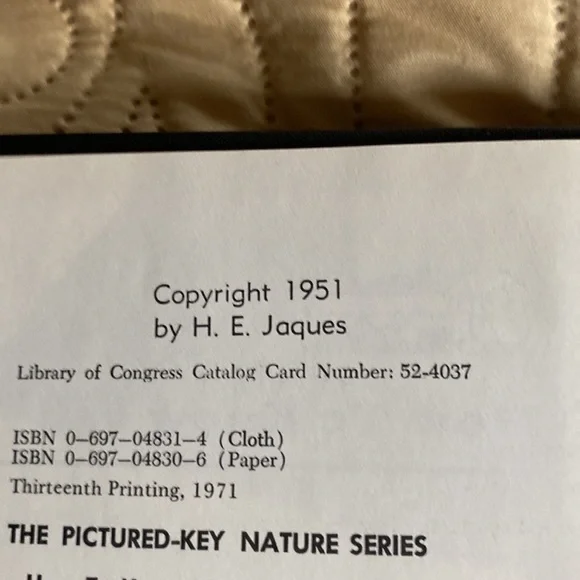 Copyright 1951
by H. E. Jaques
Library of Congress Catalog Card Number: 52-4037
ISBN 0–697–04831–4 (Cloth)
ISBN 0–697–04830–6 (Paper)
Thirteenth Printing, 1971
THE PICTURED-KEY NATURE SERIES